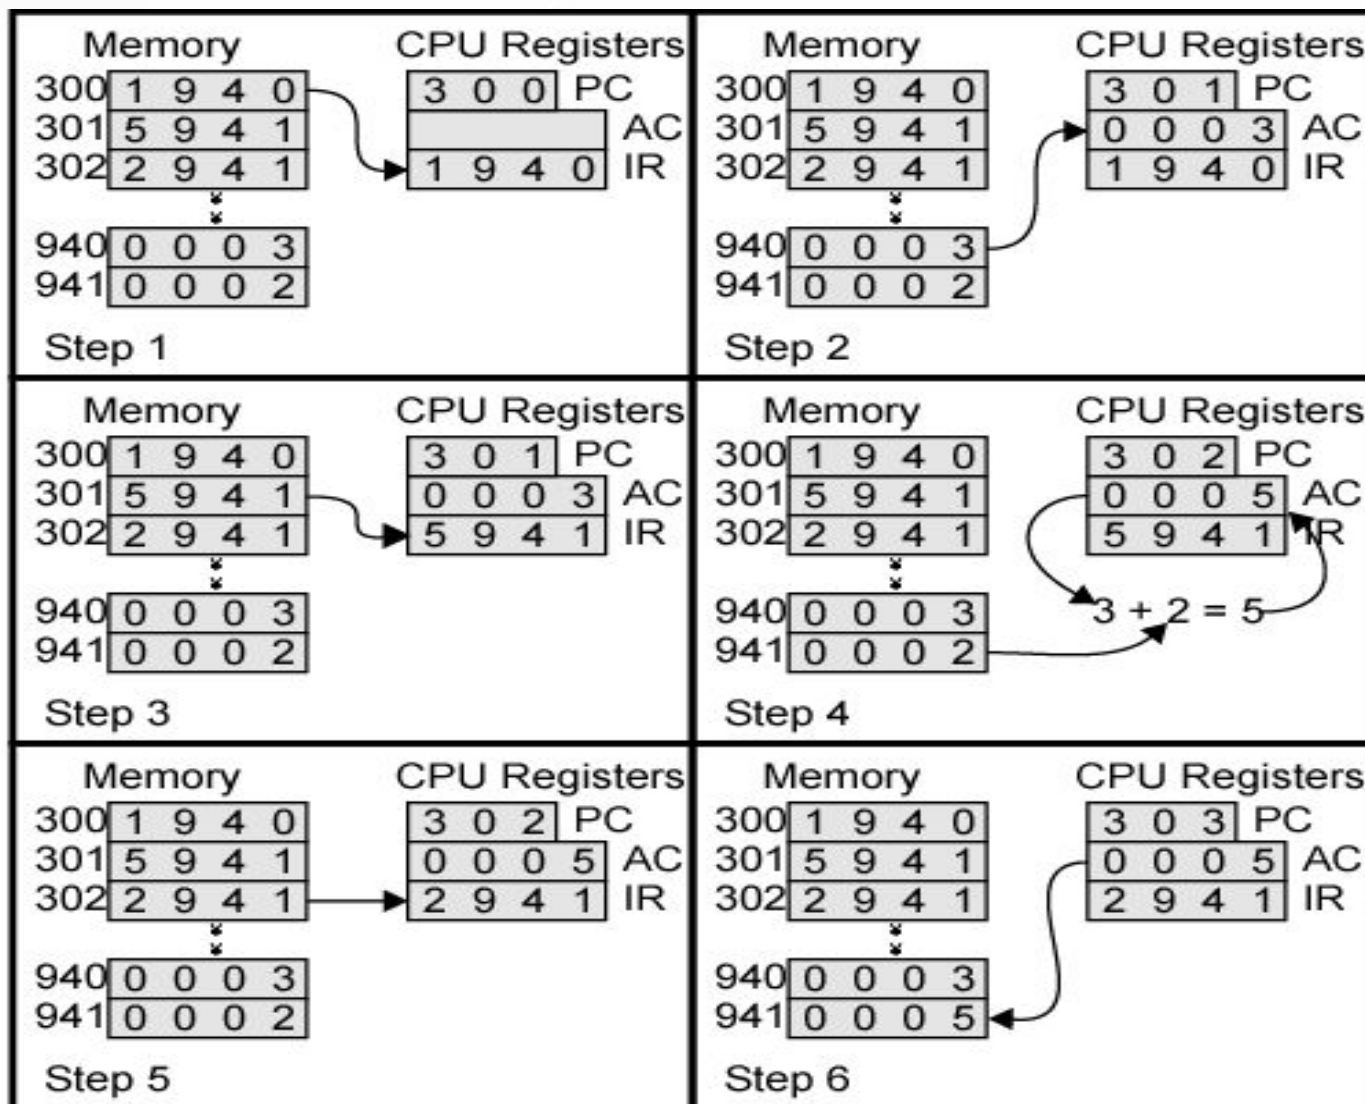 Memory CPU Registers
300 1 9 4 0 3 0 0 PC
301 5 9 4 1 AC
302 2 9 4 1 1 9 4 0 IR
940 0 0 0 3
941 0 0 0 2
Step 1
Memory CPU Registers
300 1 9 4 0 3 0 1 PC
301 5 9 4 1 0 0 0 3 AC
302 2 9 4 1 1 9 4 0 IR
940 0 0 0 3
941 0 0 0 2
Step 2
Memory CPU Registers
300 1 9 4 0 3 0 1 PC
301 5 9 4 1 0 0 0 3 AC
302 2 9 4 1 5 9 4 1 IR
940 0 0 0 3
941 0 0 0 2
Step 3
Memory CPU Registers
300 1 9 4 0 3 0 2 PC
301 5 9 4 1 0 0 0 5 AC
302 2 9 4 1 5 9 4 1 IR
940 0 0 0 3 3 + 2 = 5
941 0 0 0 2
Step 4
Memory CPU Registers
300 1 9 4 0 3 0 2 PC
301 5 9 4 1 0 0 0 5 AC
302 2 9 4 1 2 9 4 1 IR
940 0 0 0 3
941 0 0 0 2
Step 5
Memory CPU Registers
300 1 9 4 0 3 0 3 PC
301 5 9 4 1 0 0 0 5 AC
302 2 9 4 1 2 9 4 1 IR
940 0 0 0 3
941 0 0 0 5
Step 6